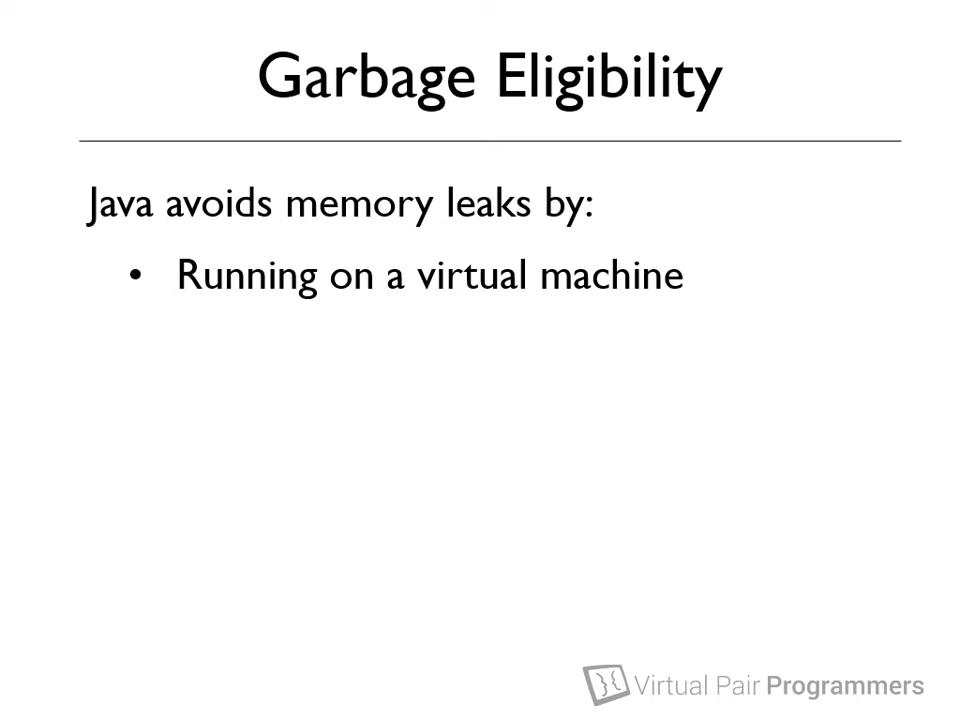 Garbage Eligibility
Java avoids memory leaks by:
• Running on a virtual machine
Virtual Pair Programmers